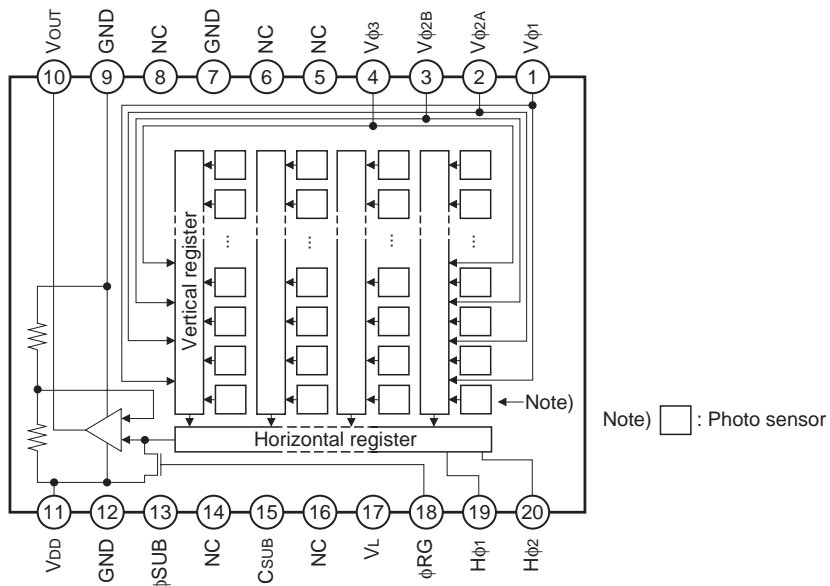 VOUT GND NC GND NC NC Vϕ3 Vϕ2B Vϕ2A Vϕ1
10 9 8 7 6 5 4 3 2 1
Vertical register
Note)
Note) : Photo sensor
Horizontal register
11 12 13 14 15 16 17 18 19 20
VDD GND ϕSUB NC CSUB NC VL ϕRG Hϕ1 Hϕ2